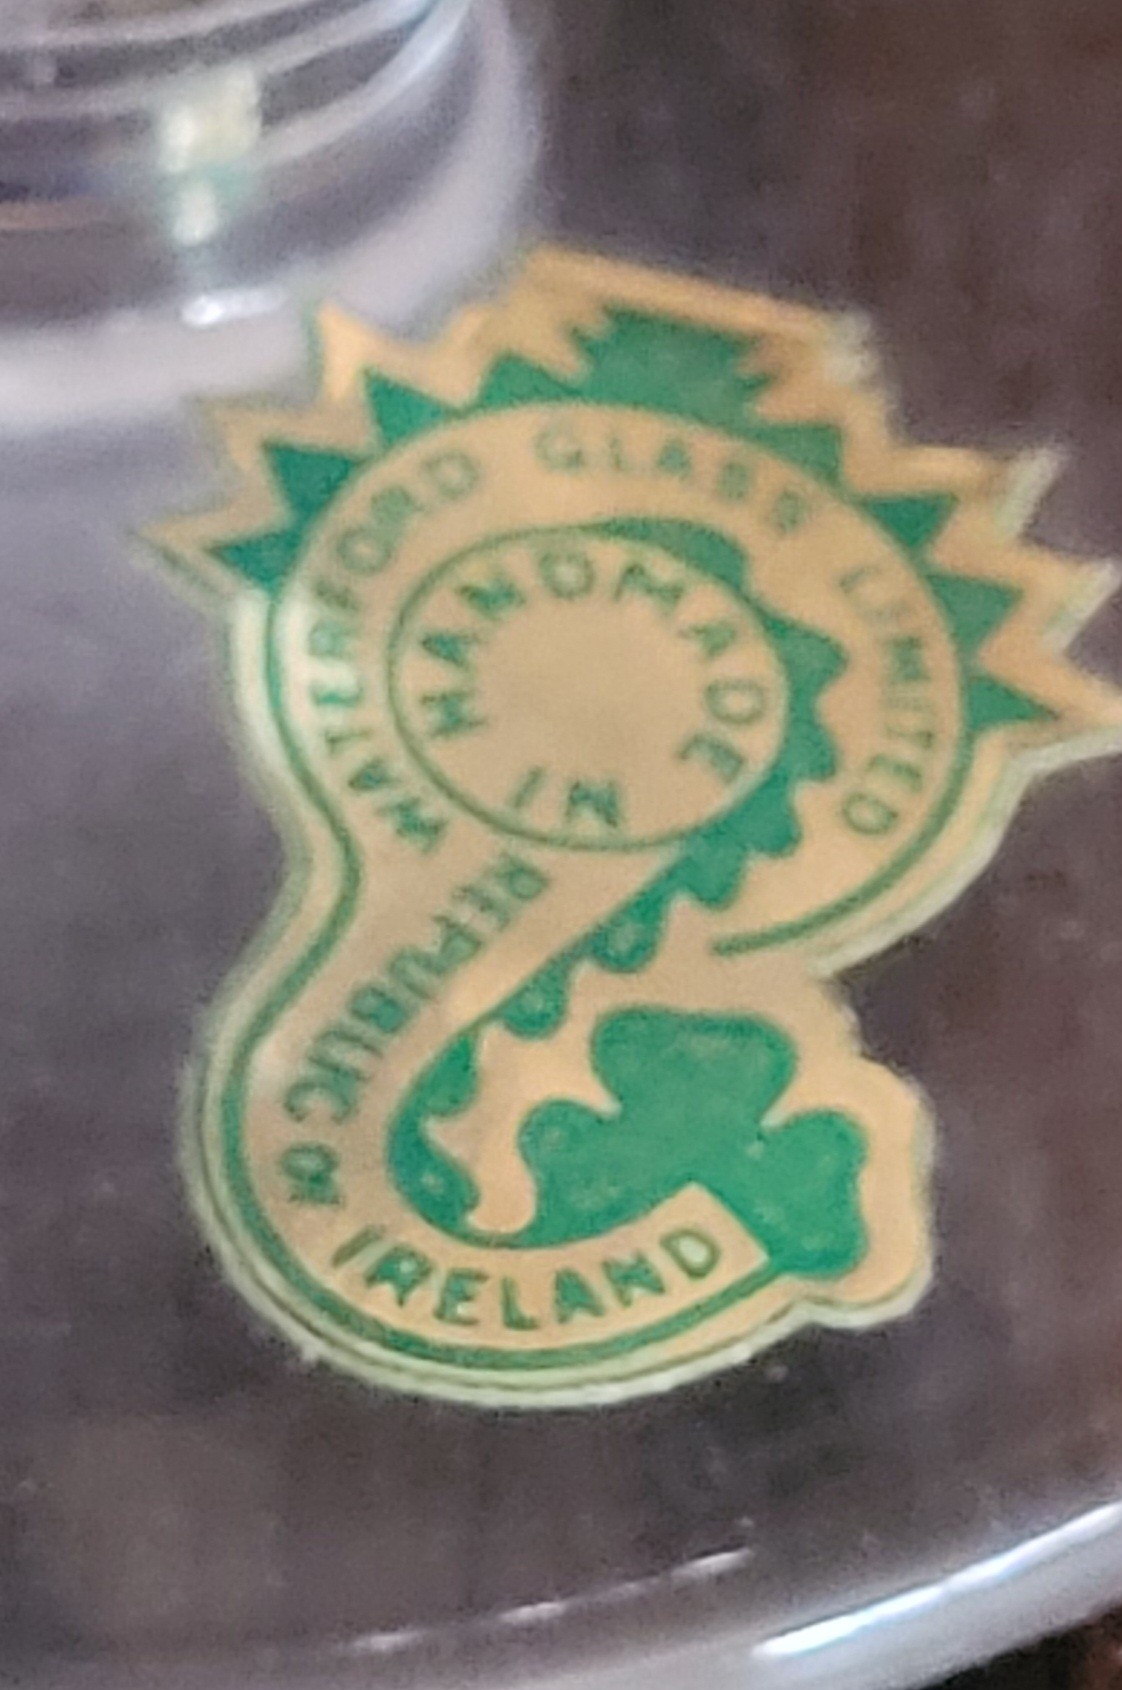 WATERFORD GLASS LIMITED
HANDMADE
IN
REPUBLIC OF
IRELAND